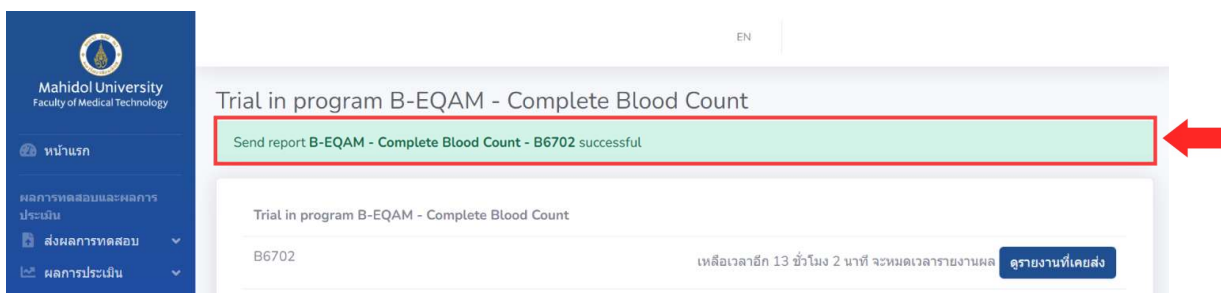 Mahidol University
Faculty of Medical Technology
หน้าแรก
ผลการทดสอบและผลการ
ประเมิน
ส่งผลการทดสอบ
ผลการประเมิน
EN
Trial in program B-EQAM - Complete Blood Count
Send report B-EQAM - Complete Blood Count - B6702 successful
Trial in program B-EQAM - Complete Blood Count
B6702
เหลือเวลาอีก 13 ชั่วโมง 2 นาที จะหมดเวลารายงานผล ดูรายงานที่เคยส่ง